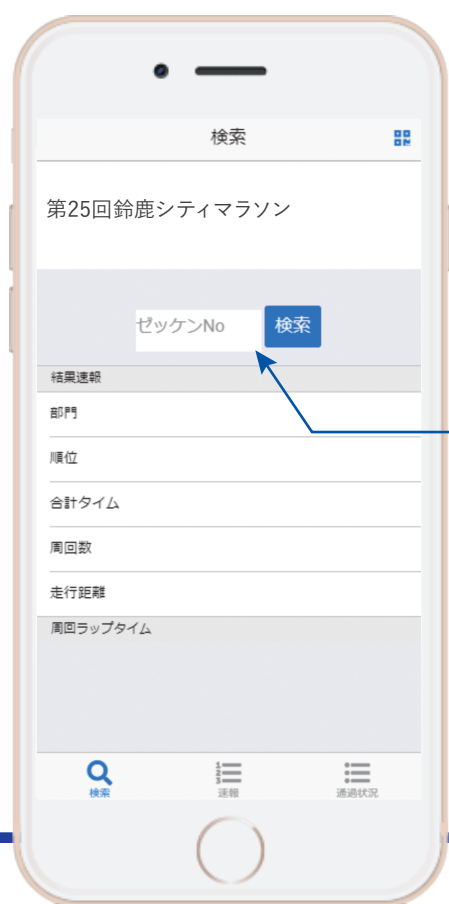 検索
第25回鈴鹿シティマラソン
ゼッケンNo 検索
結果速報
部門
順位
合計タイム
周回数
走行距離
周回ラップタイム
検索 速報 通過状況